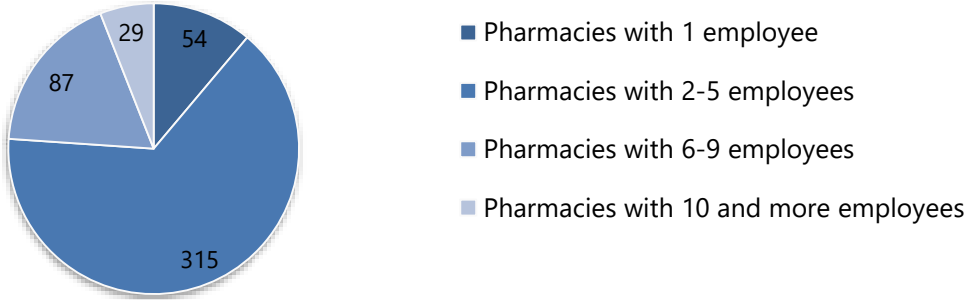 29
54
87
315
Pharmacies with 1 employee
Pharmacies with 2-5 employees
Pharmacies with 6-9 employees
Pharmacies with 10 and more employees